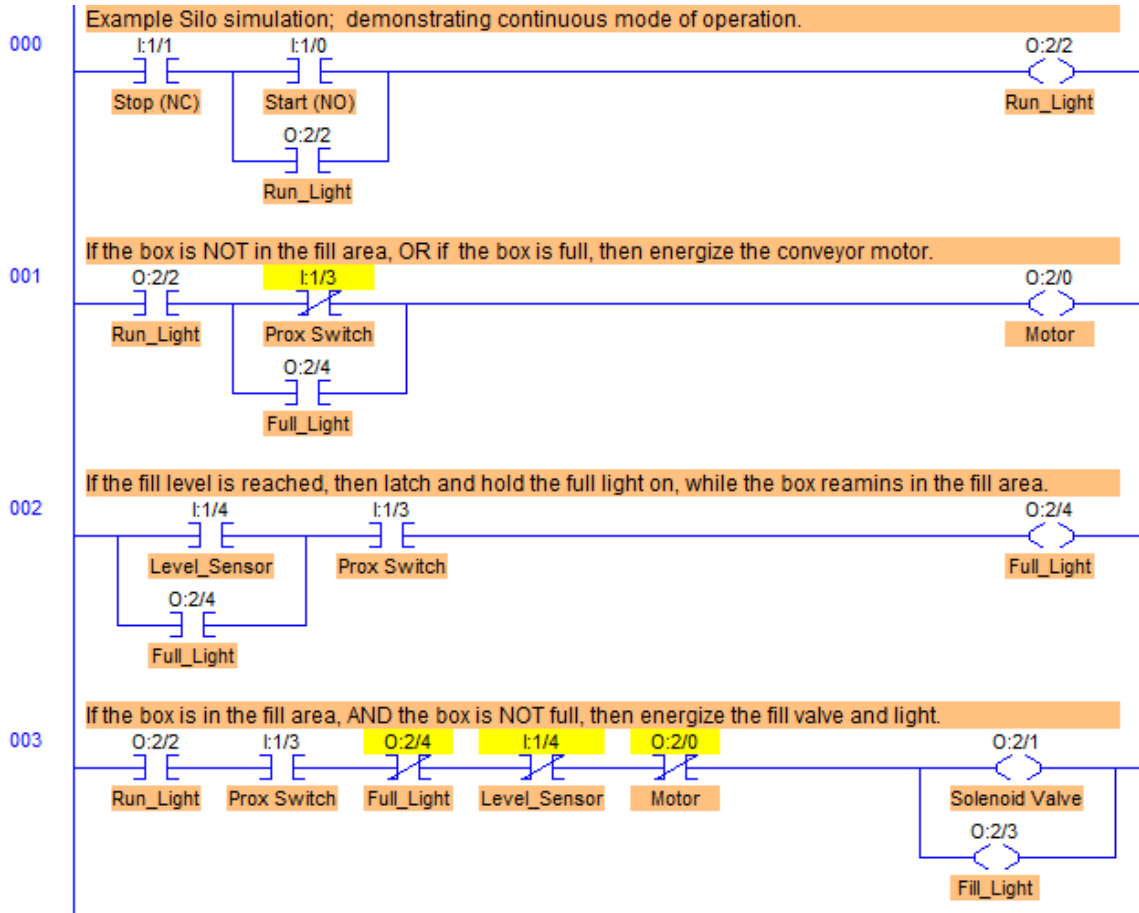 Example Silo simulation; demonstrating continuous mode of operation.
000
I:1/1 I:1/0 O:2/2
Stop (NC) Start (NO) Run_Light
O:2/2
Run_Light
If the box is NOT in the fill area, OR if the box is full, then energize the conveyor motor.
001
O:2/2 I:1/3 O:2/0
Run_Light Prox Switch Motor
O:2/4
Full_Light
If the fill level is reached, then latch and hold the full light on, while the box reamins in the fill area.
002
I:1/4 I:1/3 O:2/4
Level_Sensor Prox Switch Full_Light
O:2/4
Full_Light
If the box is in the fill area, AND the box is NOT full, then energize the fill valve and light.
003
O:2/2 I:1/3 O:2/4 I:1/4 O:2/0 O:2/1
Run_Light Prox Switch Full_Light Level_Sensor Motor Solenoid Valve
O:2/3
Fill_Light